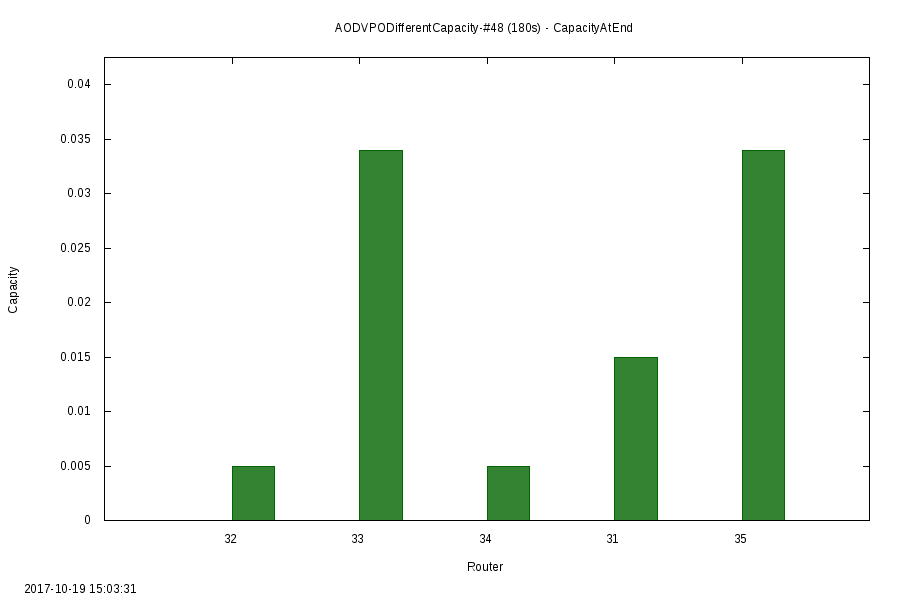 AODVPODifferentCapacity-#48 (180s) - CapacityAtEnd
0.04
0.035
0.03
0.025
0.02
0.015
0.01
0.005
0
Capacity
32 33 34 31 35
Router
2017-10-19 15:03:31